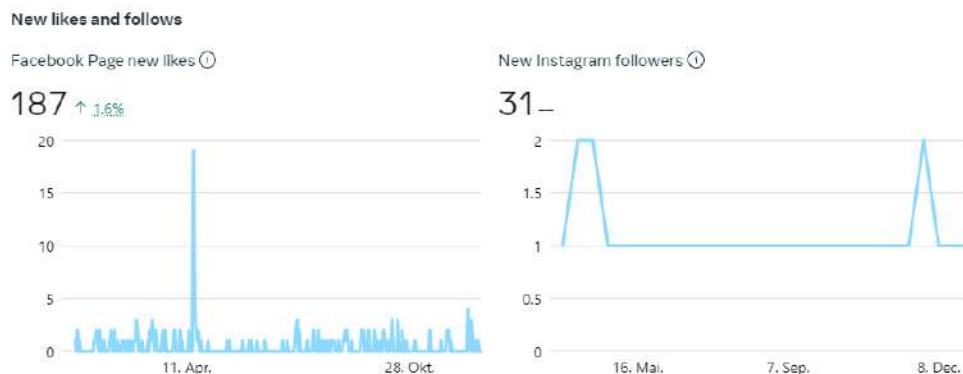 New likes and follows
Facebook Page new likes
187 ↑ 1.6%
20
15
10
5
0
11. Apr.
28. Okt.
New Instagram followers
31 —
2
1.5
1
0.5
0
16. Mai.
7. Sep.
8. Dec.